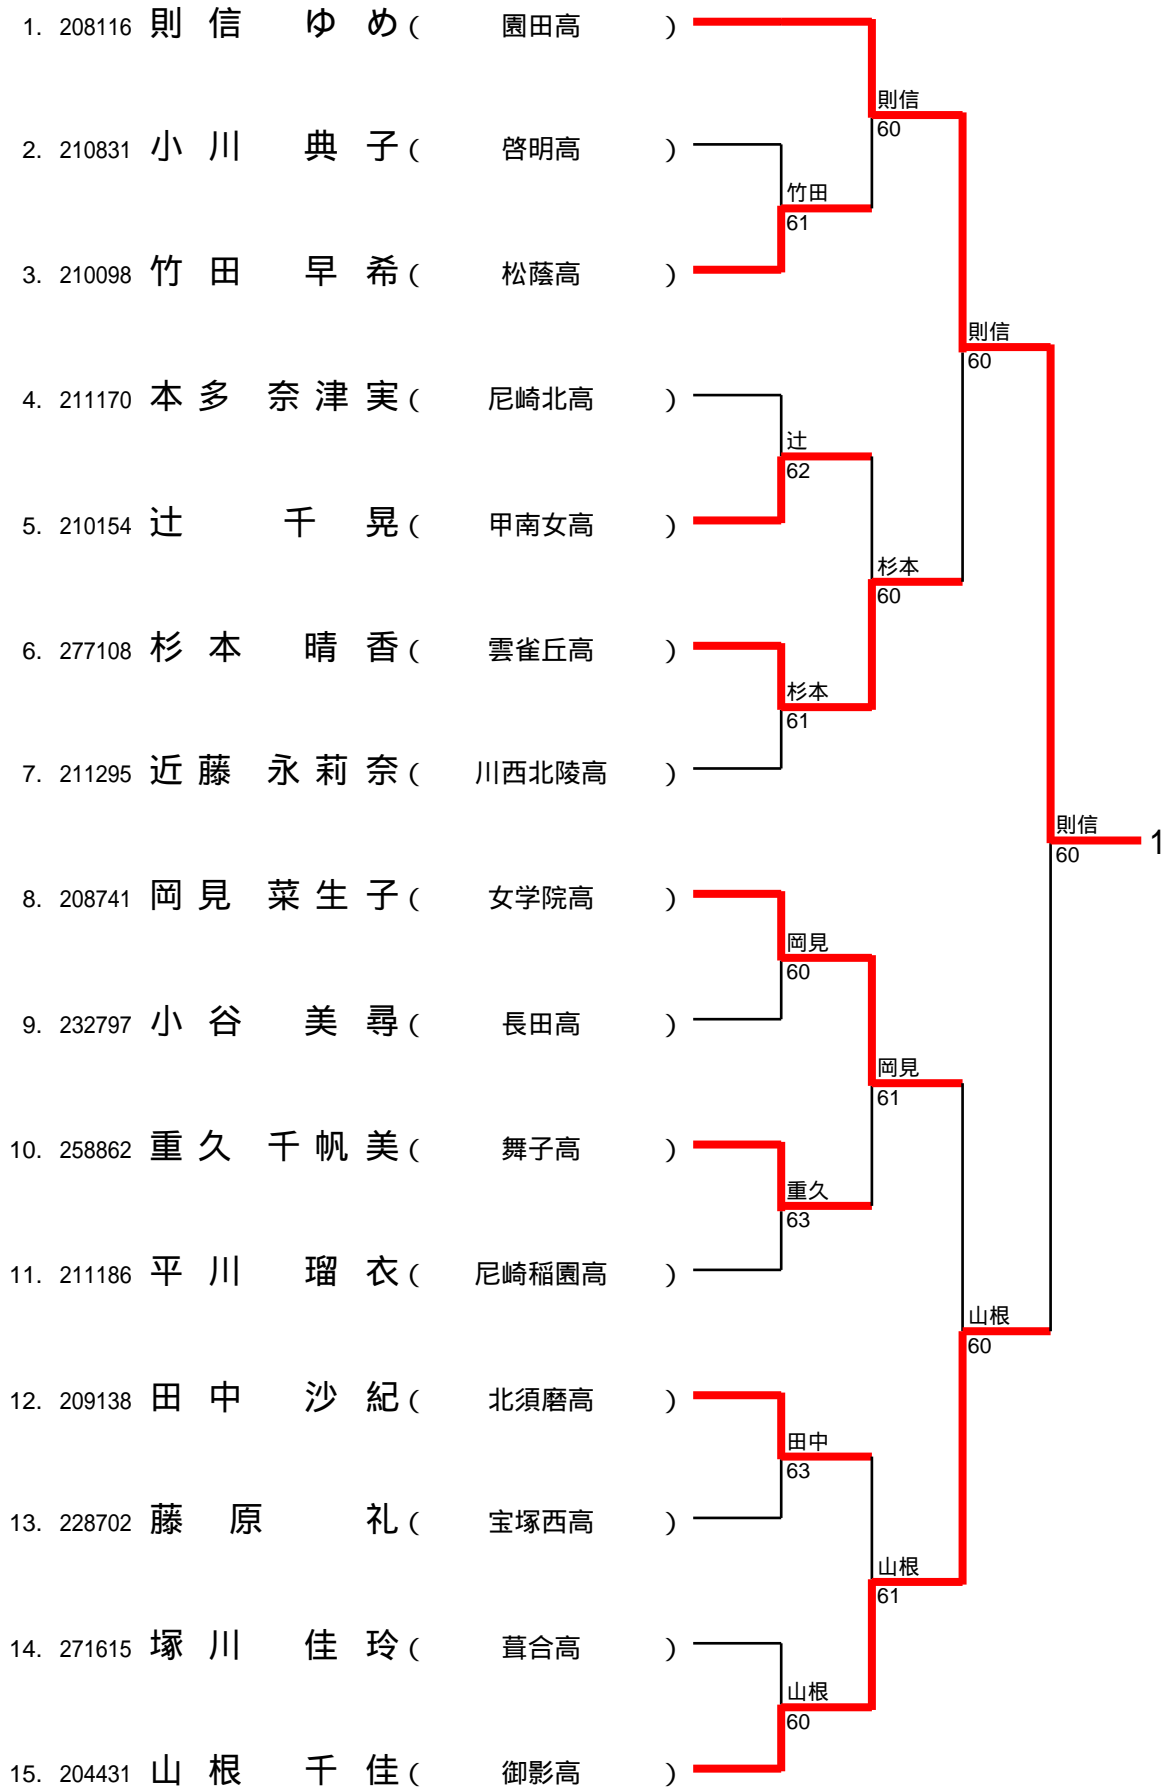 1. 208116 則信 ゆめ ( 園田高 )
則信
60
2. 210831 小川 典子 ( 啓明高 )
竹田
61
3. 210098 竹田 早希 ( 松蔭高 )
則信
60
4. 211170 本多 奈津実 ( 尼崎北高 )
辻
62
5. 210154 辻 千晃 ( 甲南女高 )
杉本
60
6. 277108 杉本 晴香 ( 雲雀丘高 )
杉本
61
7. 211295 近藤 永莉奈 ( 川西北陵高 )
則信
60
1
8. 208741 岡見 菜生子 ( 女学院高 )
岡見
60
9. 232797 小谷 美尋 ( 長田高 )
岡見
61
10. 258862 重久 千帆美 ( 舞子高 )
重久
63
11. 211186 平川 瑠衣 ( 尼崎稲園高 )
山根
60
12. 209138 田中 沙紀 ( 北須磨高 )
田中
63
13. 228702 藤原 礼 ( 宝塚西高 )
山根
61
14. 271615 塚川 佳玲 ( 葺合高 )
山根
60
15. 204431 山根 千佳 ( 御影高 )